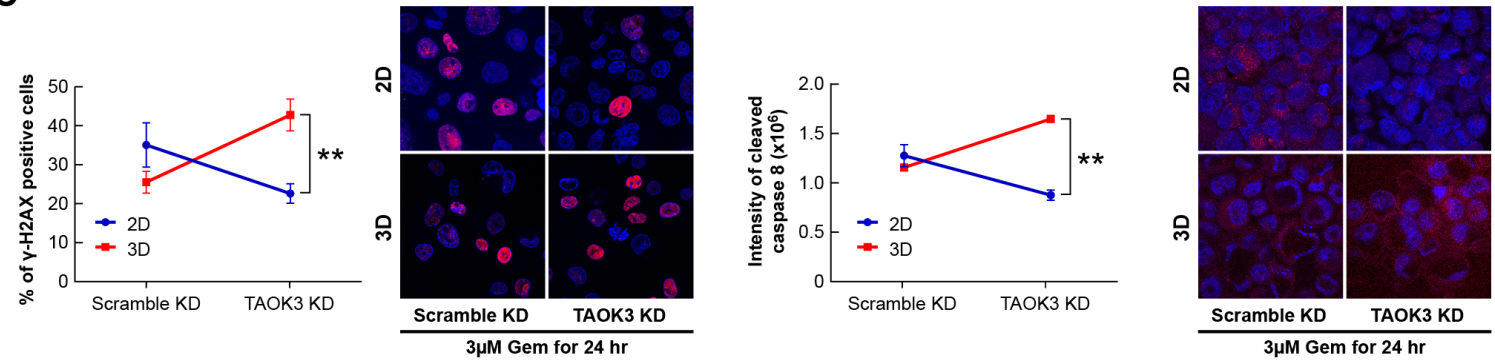 % of γ-H2AX positive cells
50
40
30
20
10
0
2D
3D
Scramble KD
TAOK3 KD
**
2D
3D
Scramble KD
TAOK3 KD
3μM Gem for 24 hr
Intensity of cleaved
caspase 8 (x10⁶)
2.0
1.5
1.0
0.5
0
2D
3D
Scramble KD
TAOK3 KD
**
2D
3D
Scramble KD
TAOK3 KD
3μM Gem for 24 hr